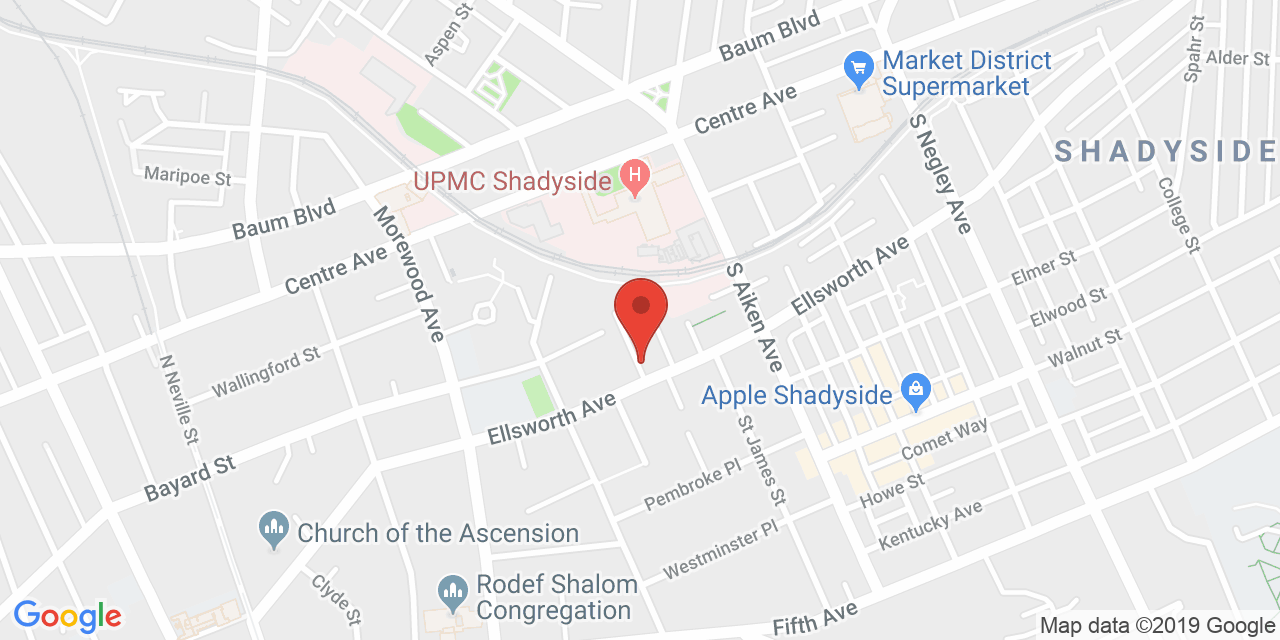 Aspen St
Baum Blvd
Market District
Supermarket
Spahr St
Alder St
Centre Ave
S Negley Ave
SHADYSIDE
Maripoe St
UPMC Shadyside
H
College St
Baum Blvd
Morewood Ave
Centre Ave
S Aiken Ave
Ellsworth Ave
Elmer St
Elwood St
Walnut St
N Neville St
Wallingford St
Apple Shadyside
Ellsworth Ave
St James St
Comet Way
Bayard St
Pembroke Pl
Howe St
Kentucky Ave
Church of the Ascension
Westminster Pl
Clyde St
Rodef Shalom
Congregation
Fifth Ave
Google
Map data ©2019 Google